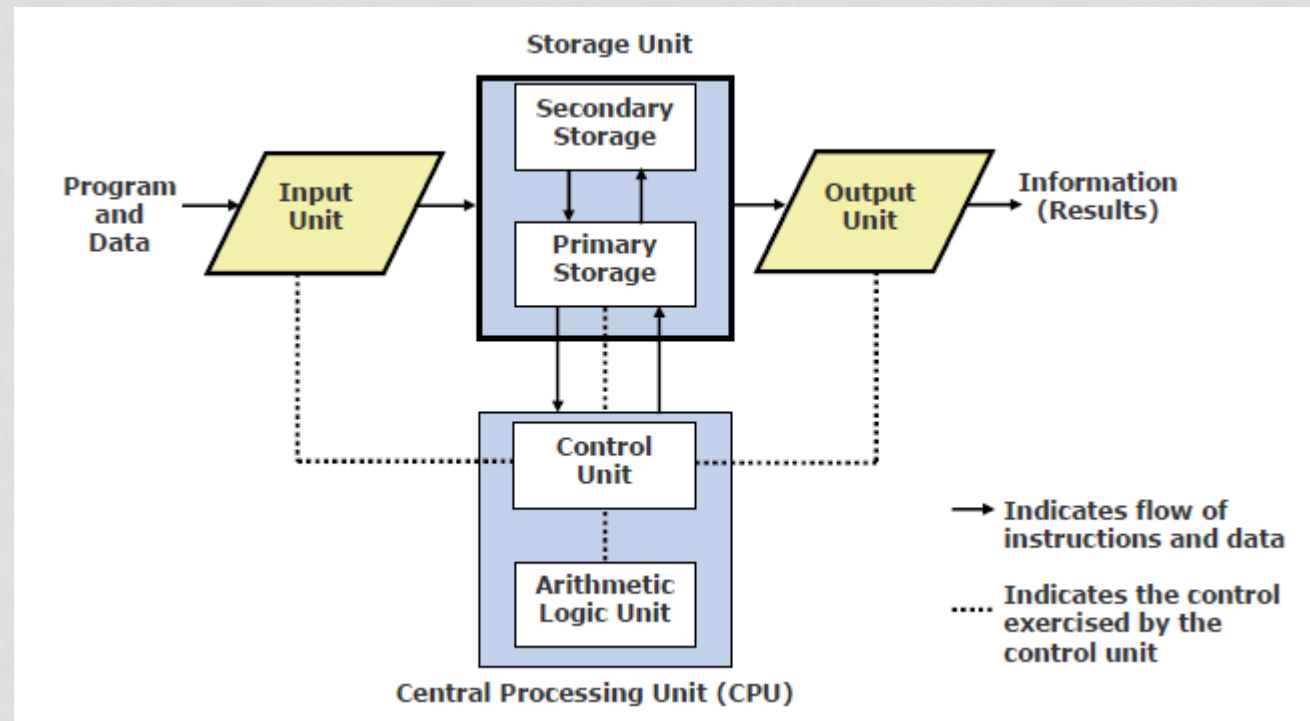 Storage Unit
Secondary
Storage
Program
and
Data
Input
Unit
Primary
Storage
Output
Unit
Information
(Results)
Control
Unit
Arithmetic
Logic Unit
Central Processing Unit (CPU)
Indicates flow of
instructions and data
Indicates the control
exercised by the
control unit